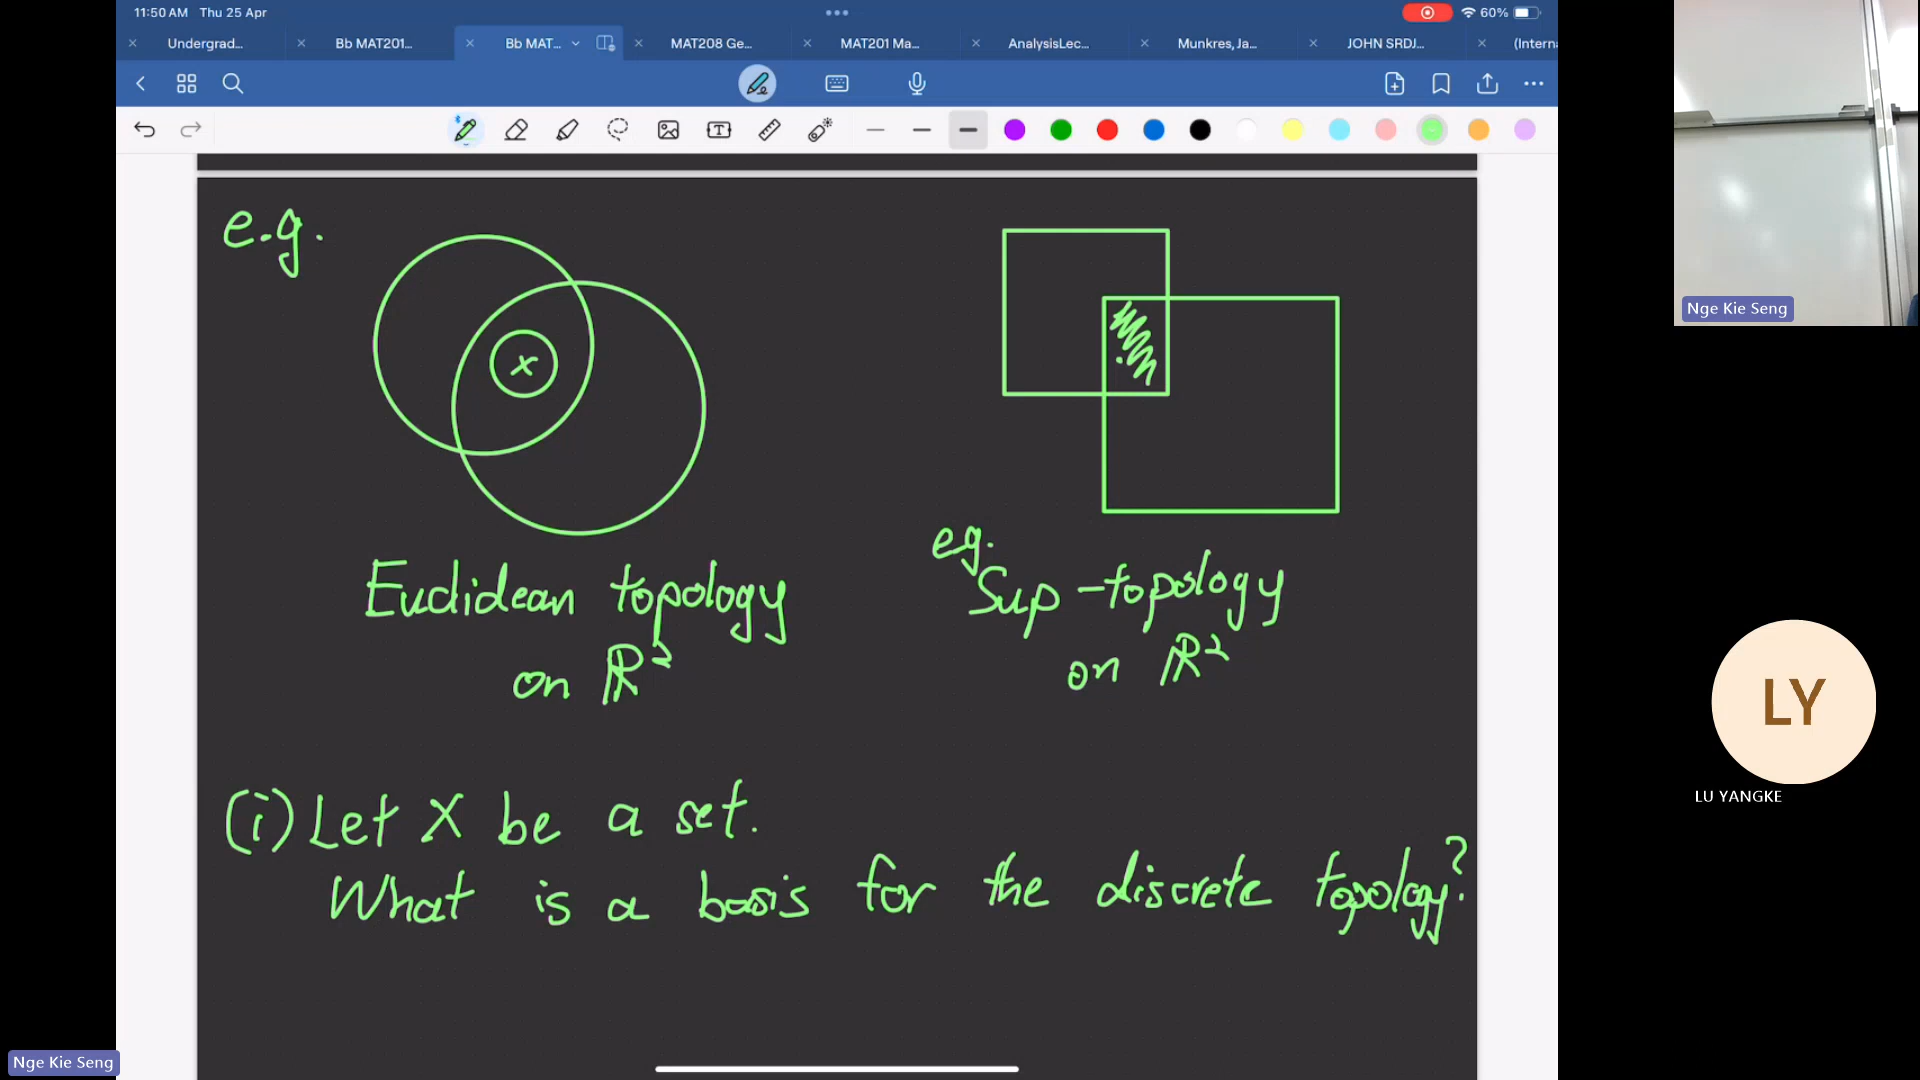 11:50 AM Thu 25 Apr
60%
Undergrad...
Bb MAT201...
Bb MAT...
MAT208 Ge...
MAT201 Ma...
AnalysisLec...
Munkres, Ja...
JOHN SRDJ...
(Intern
e.g.
x
Euclidean topology
on ℝ²
e.g.
Sup-topology
on ℝ²
(i) Let X be a set.
What is a basis for the discrete topology?
Nge Kie Seng
LY
LU YANGKE
Nge Kie Seng